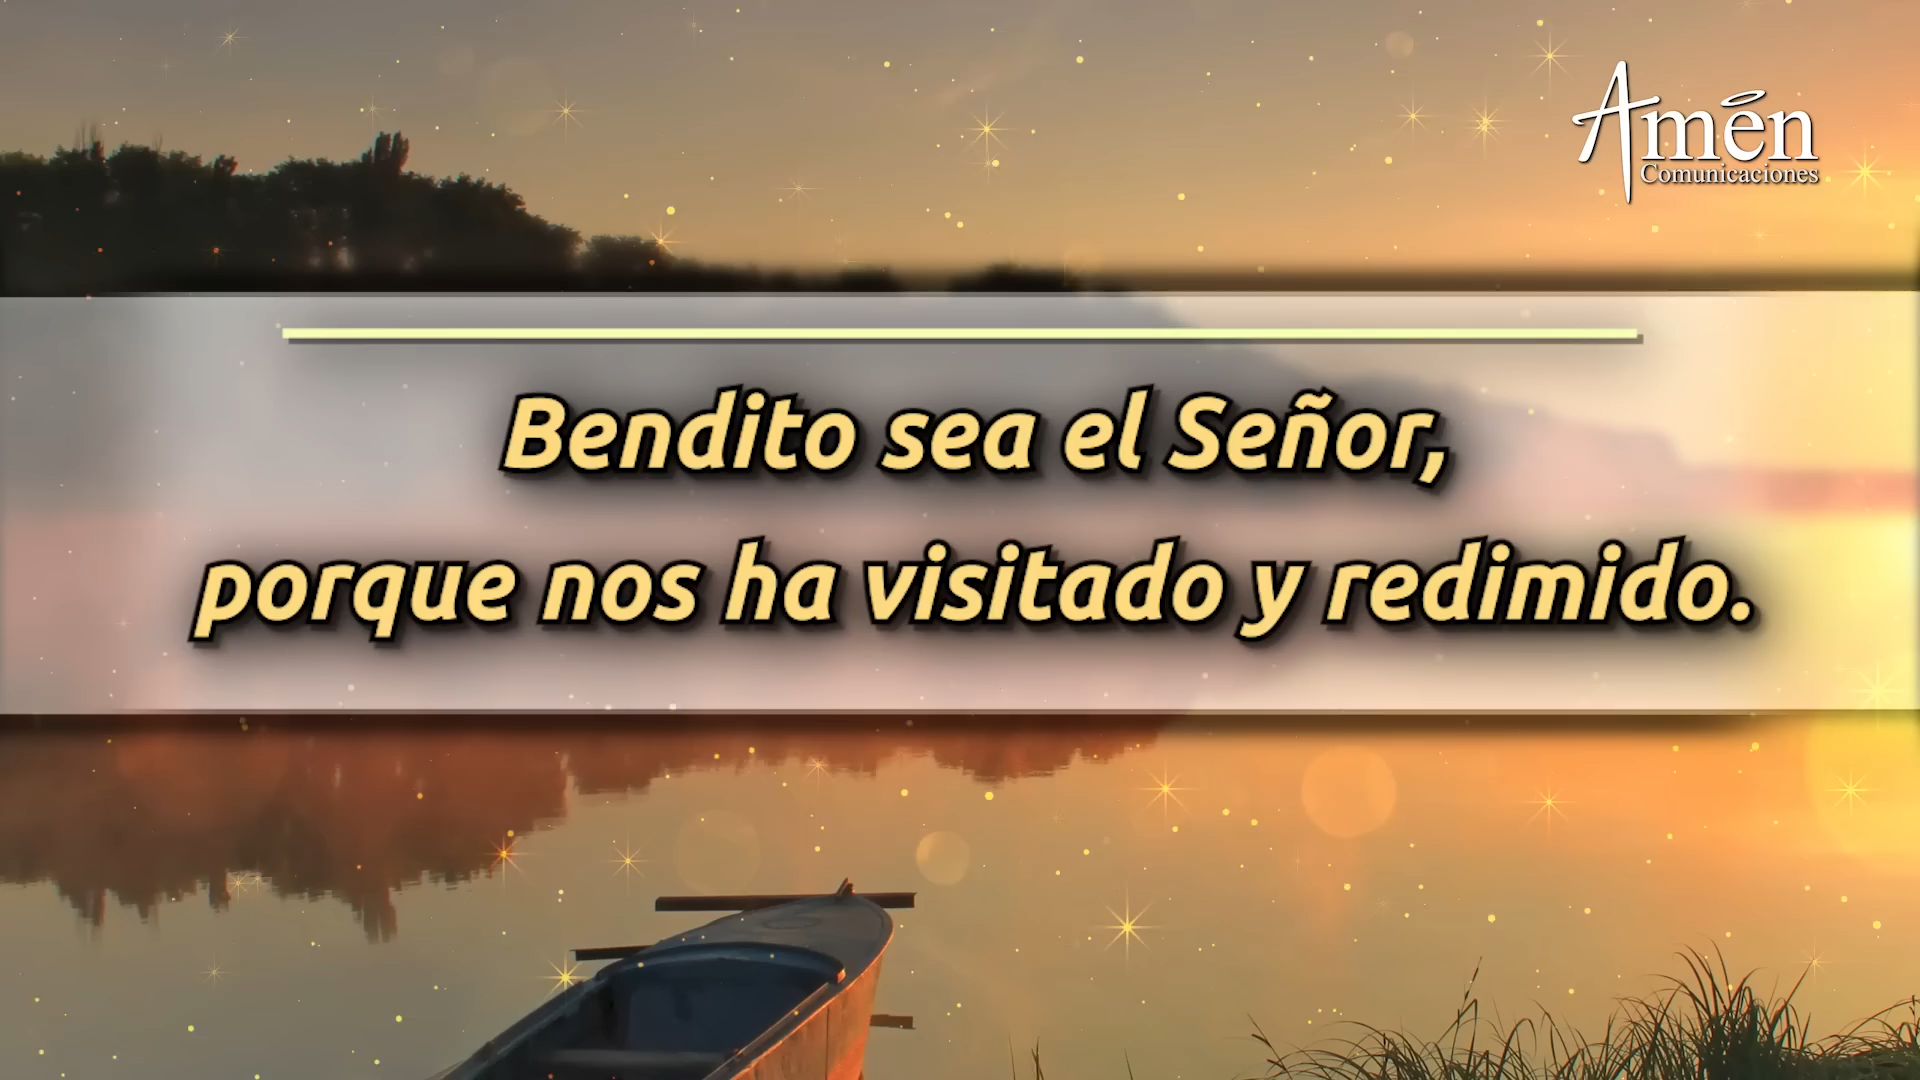 Amén
Comunicaciones
Bendito sea el Señor,
porque nos ha visitado y redimido.